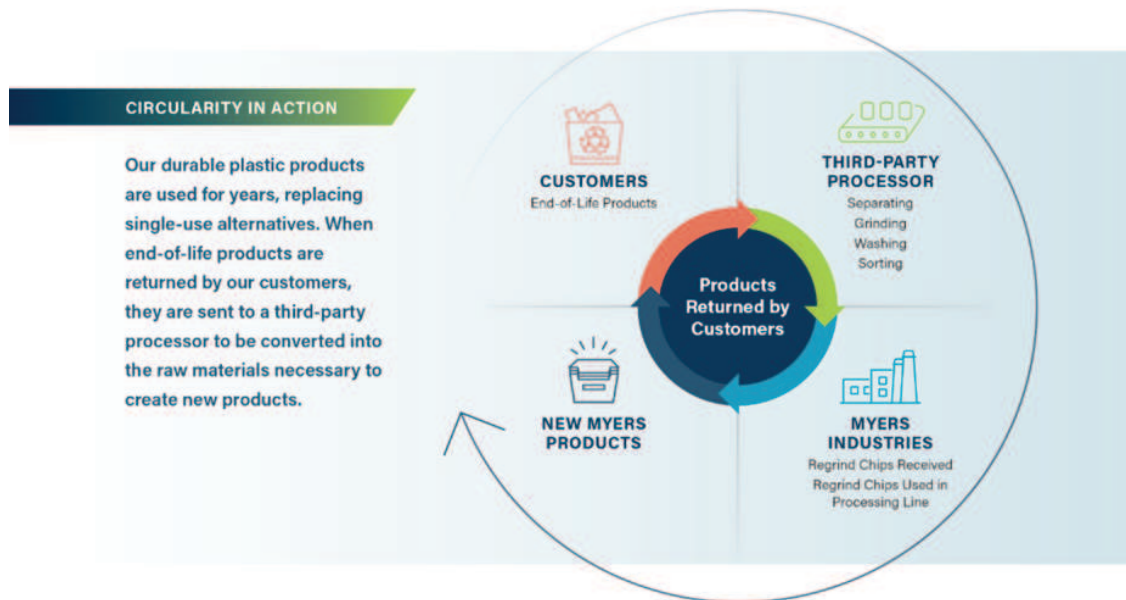 CIRCULARITY IN ACTION
Our durable plastic products
are used for years, replacing
single-use alternatives. When
end-of-life products are
returned by our customers,
they are sent to a third-party
processor to be converted into
the raw materials necessary to
create new products.
CUSTOMERS
End-of-Life Products
THIRD-PARTY
PROCESSOR
Separating
Grinding
Washing
Sorting
Products
Returned by
Customers
NEW MYERS
PRODUCTS
MYERS
INDUSTRIES
Regrind Chips Received
Regrind Chips Used in
Processing Line